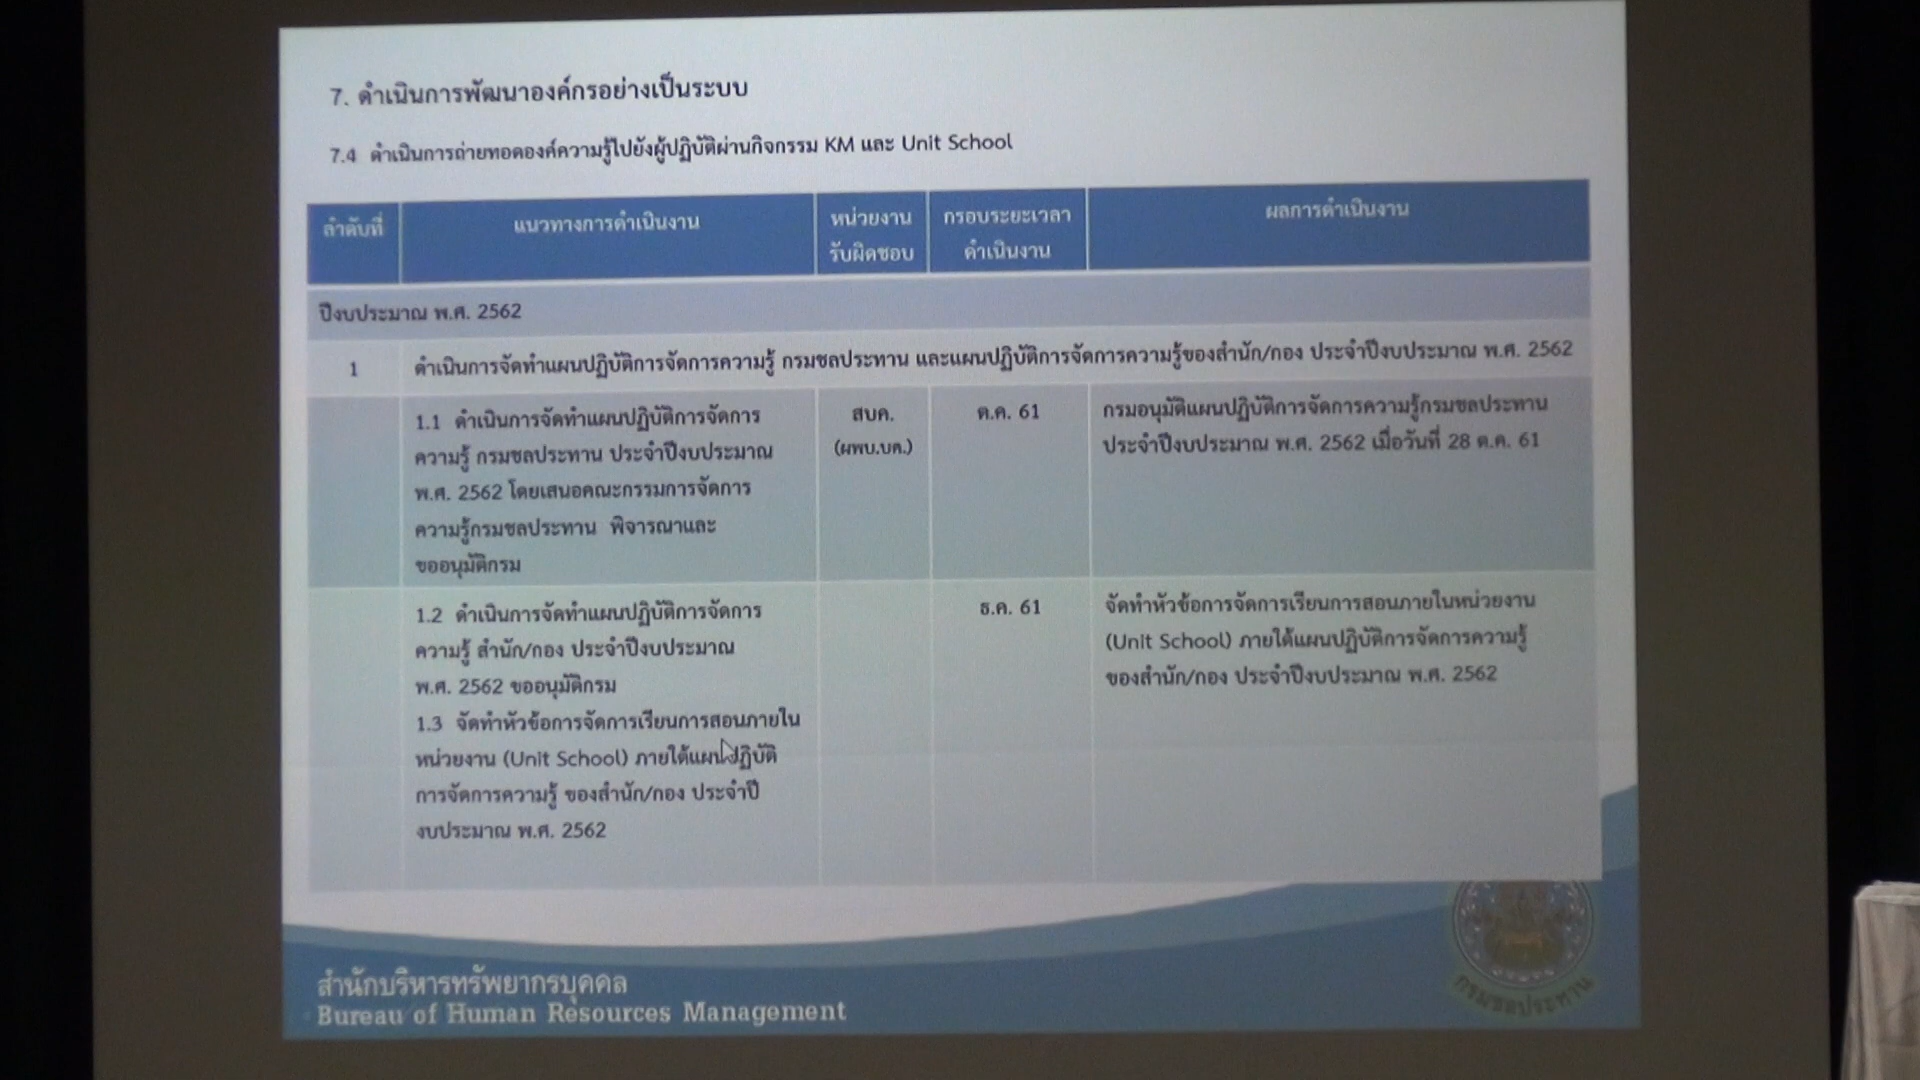 7. ดำเนินการพัฒนาองค์กรอย่างเป็นระบบ
7.4 ดำเนินการถ่ายทอดองค์ความรู้ไปยังผู้ปฏิบัติผ่านกิจกรรม KM และ Unit School
ลำดับที่
แนวทางการดำเนินงาน
หน่วยงาน
รับผิดชอบ
กรอบระยะเวลา
ดำเนินงาน
ผลการดำเนินงาน
ปีงบประมาณ พ.ศ. 2562
1 ดำเนินการจัดทำแผนปฏิบัติการจัดการความรู้ กรมชลประทาน และแผนปฏิบัติการจัดการความรู้ของสำนัก/กอง ประจำปีงบประมาณ พ.ศ. 2562
1.1 ดำเนินการจัดทำแผนปฏิบัติการจัดการ
ความรู้ กรมชลประทาน ประจำปีงบประมาณ
พ.ศ. 2562 โดยเสนอคณะกรรมการจัดการ
ความรู้กรมชลประทาน พิจารณาและ
ขออนุมัติกรม
สบค.
(ผพบ.บค.)
ต.ค. 61
กรมอนุมัติแผนปฏิบัติการจัดการความรู้กรมชลประทาน
ประจำปีงบประมาณ พ.ศ. 2562 เมื่อวันที่ 28 ต.ค. 61
1.2 ดำเนินการจัดทำแผนปฏิบัติการจัดการ
ความรู้ สำนัก/กอง ประจำปีงบประมาณ
พ.ศ. 2562 ขออนุมัติกรม
1.3 จัดทำหัวข้อการจัดการเรียนการสอนภายใน
หน่วยงาน (Unit School) ภายใต้แผนปฏิบัติ
การจัดการความรู้ ของสำนัก/กอง ประจำปี
งบประมาณ พ.ศ. 2562
ธ.ค. 61
จัดทำหัวข้อการจัดการเรียนการสอนภายในหน่วยงาน
(Unit School) ภายใต้แผนปฏิบัติการจัดการความรู้
ของสำนัก/กอง ประจำปีงบประมาณ พ.ศ. 2562
สำนักบริหารทรัพยากรบุคคล
Bureau of Human Resources Management
กรมชลประทาน